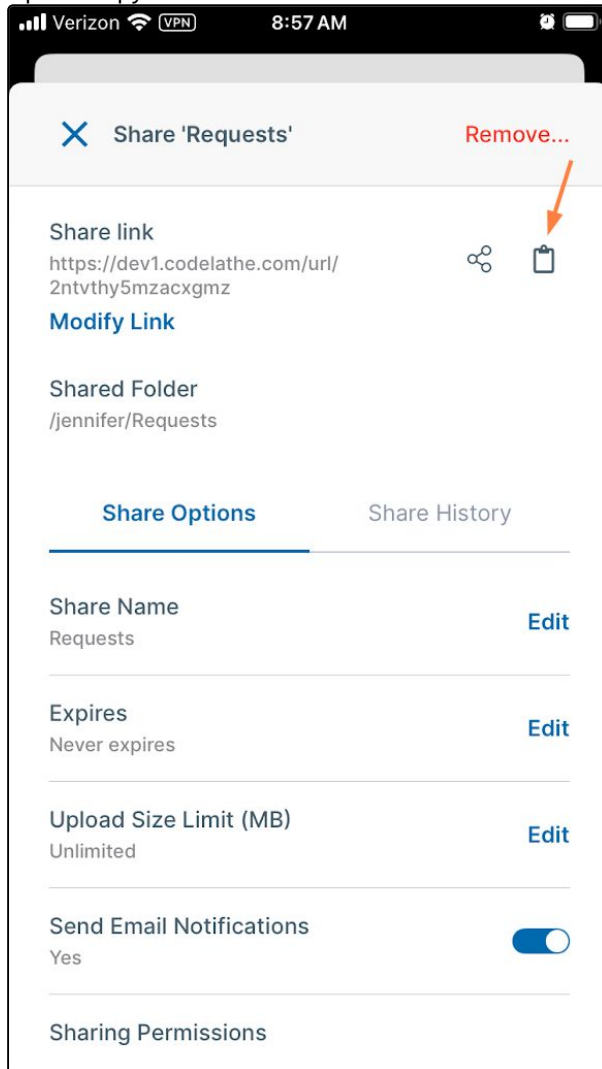 Verizon VPN 8:57 AM
Share 'Requests' Remove...
Share link
https://dev1.codelathe.com/url/
2ntvthy5mzacxgmz
Modify Link
Shared Folder
/jennifer/Requests
Share Options Share History
Share Name
Requests
Edit
Expires
Never expires
Edit
Upload Size Limit (MB)
Unlimited
Edit
Send Email Notifications
Yes
Sharing Permissions